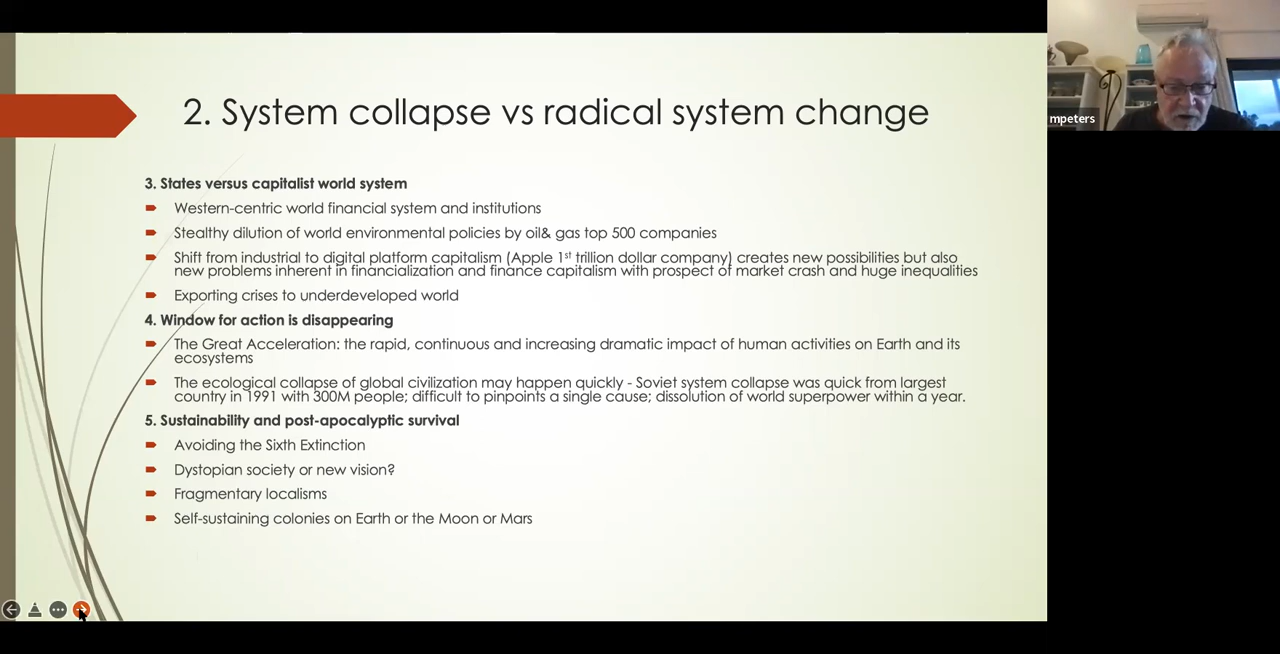 2. System collapse vs radical system change
3. States versus capitalist world system
Western-centric world financial system and institutions
Stealthy dilution of world environmental policies by oil& gas top 500 companies
Shift from industrial to digital platform capitalism (Apple 1st trillion dollar company) creates new possibilities but also
new problems inherent in financialization and finance capitalism with prospect of market crash and huge inequalities
Exporting crises to underdeveloped world
4. Window for action is disappearing
The Great Acceleration: the rapid, continuous and increasing dramatic impact of human activities on Earth and its
ecosystems
The ecological collapse of global civilization may happen quickly - Soviet system collapse was quick from largest
country in 1991 with 300M people; difficult to pinpoints a single cause; dissolution of world superpower within a year.
5. Sustainability and post-apocalyptic survival
Avoiding the Sixth Extinction
Dystopian society or new vision?
Fragmentary localisms
Self-sustaining colonies on Earth or the Moon or Mars
mpeters